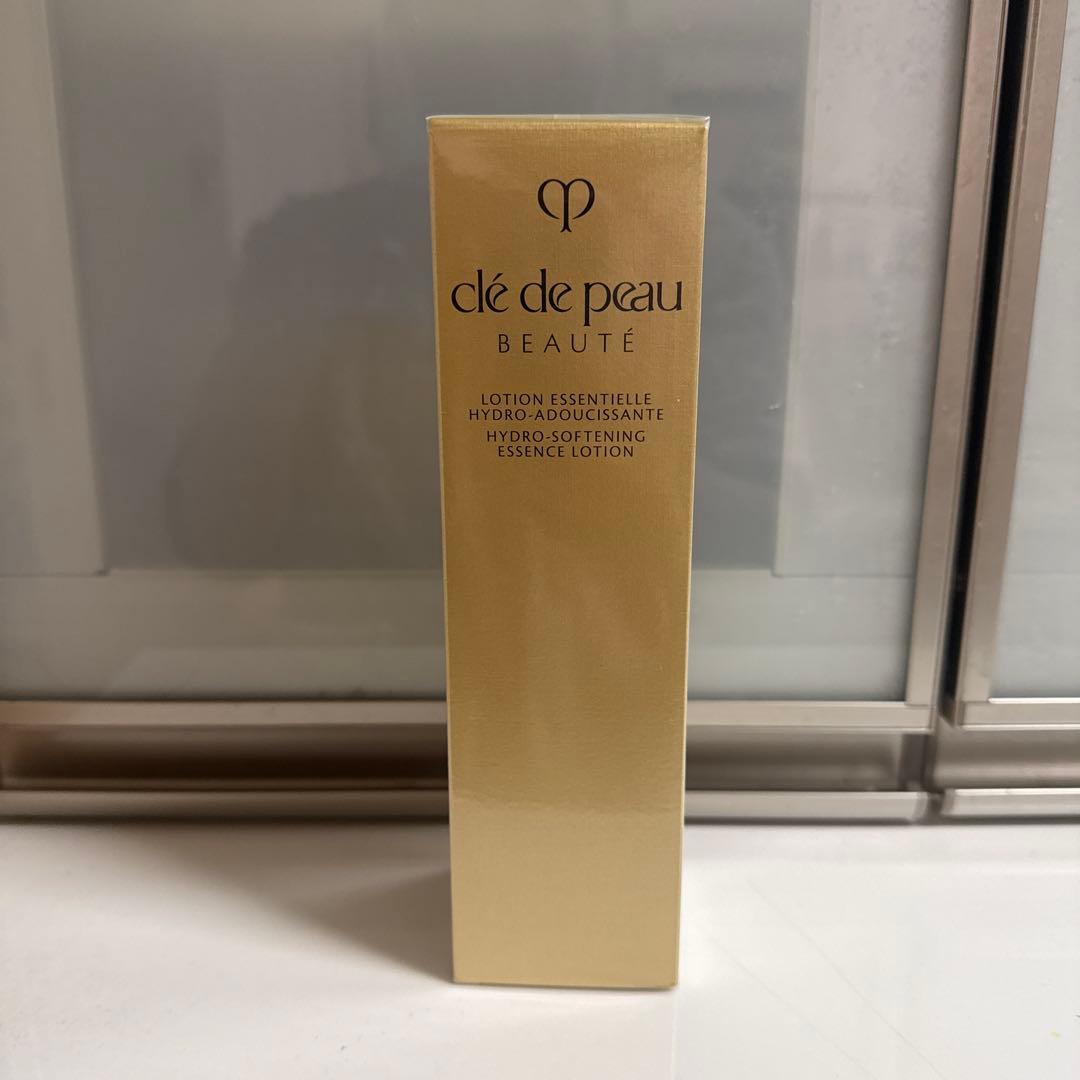 clé de peau
BEAUTÉ
LOTION ESSENTIELLE
HYDRO-ADOUCISSANTE
HYDRO-SOFTENING
ESSENCE LOTION